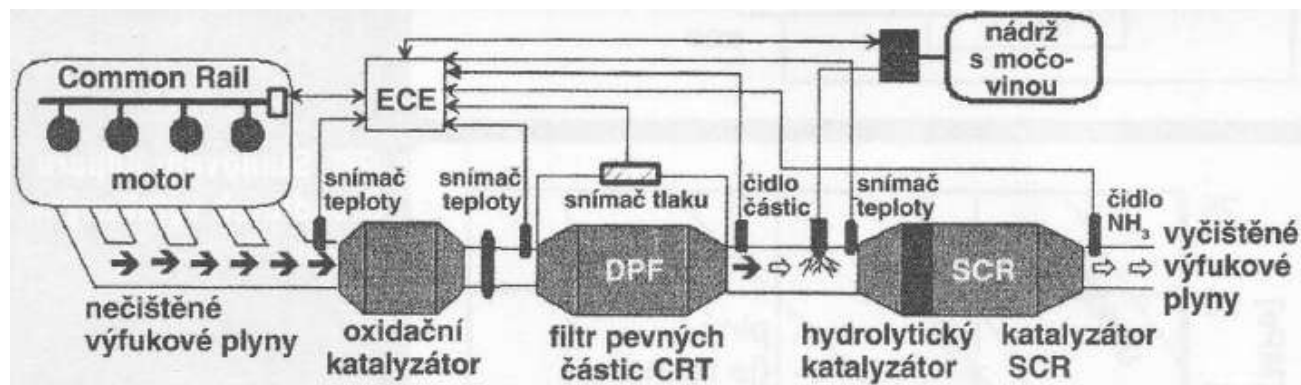 nádrž
s močo-
vinou
Common Rail
ECE
motor
snímač
teploty
snímač
teploty
snímač tlaku
čidlo
částic
snímač
teploty
čidlo
NH₃
DPF
SCR
vyčištěné
výfukové
plyny
nečištěné
výfukové plyny
oxidační
katalyzátor
filtr pevných
částic CRT
hydrolytický
katalyzátor
katalyzátor
SCR